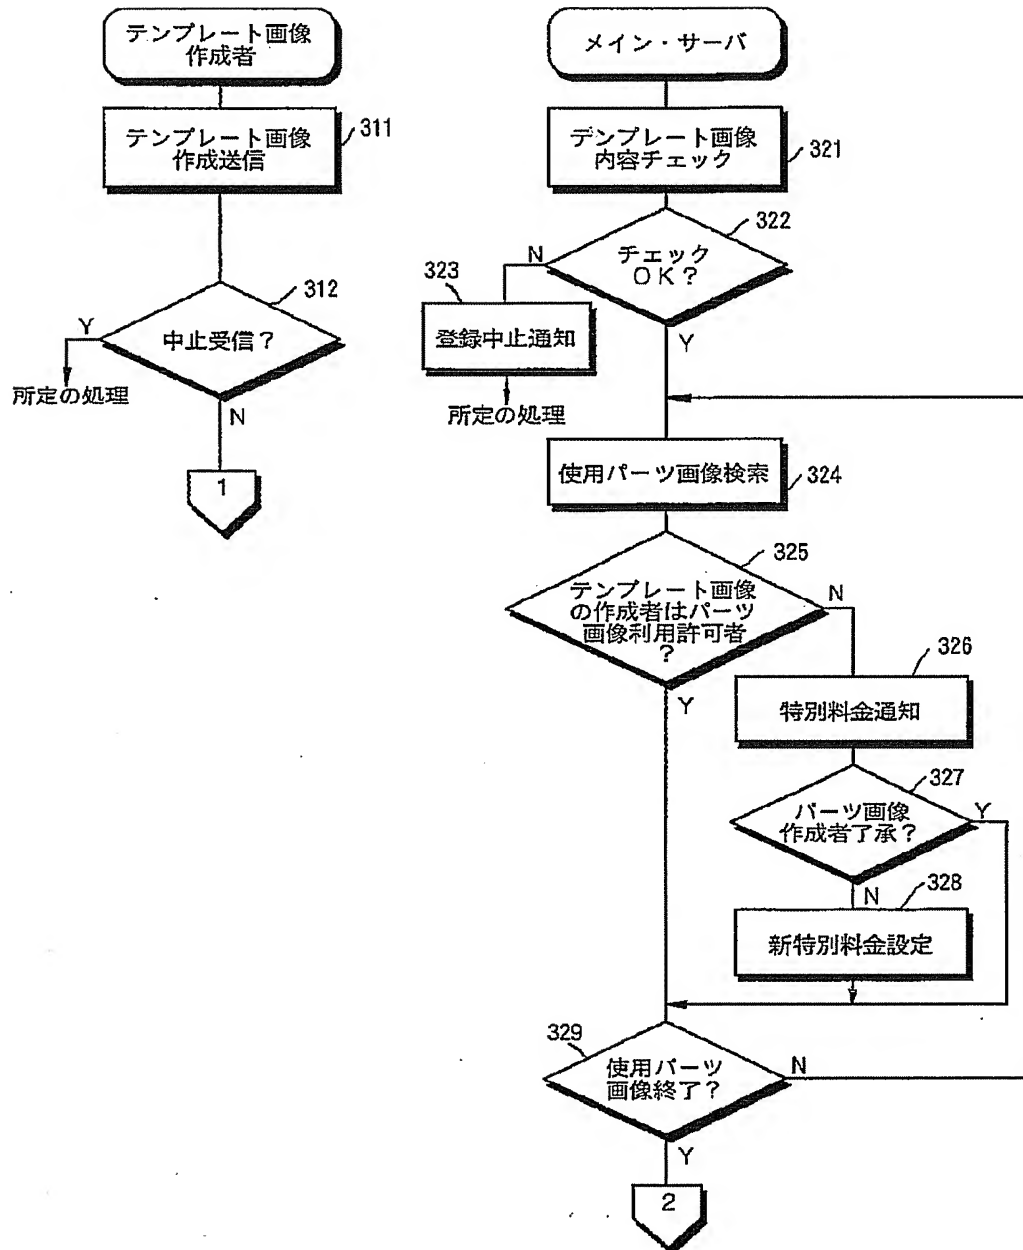 テンプレート画像
作成者
テンプレート画像
作成送信
311
312
中止受信？
Y
所定の処理
N
1
メイン・サーバ
テンプレート画像
内容チェック
321
322
チェック
ＯＫ？
N
323
登録中止通知
所定の処理
Y
使用パーツ画像検索
324
325
テンプレート画像
の作成者はパーツ
画像利用許可者
？
N
Y
326
特別料金通知
327
パーツ画像
作成者了承？
Y
N
328
新特別料金設定
329
使用パーツ
画像終了？
N
Y
2